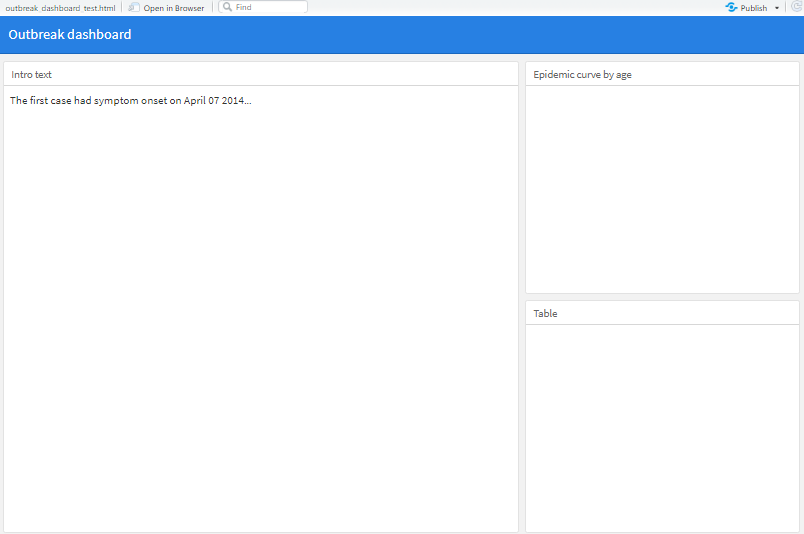 outbreak_dashboard_test.html Open in Browser Find Publish
Outbreak dashboard
Intro text
The first case had symptom onset on April 07 2014...
Epidemic curve by age
Table